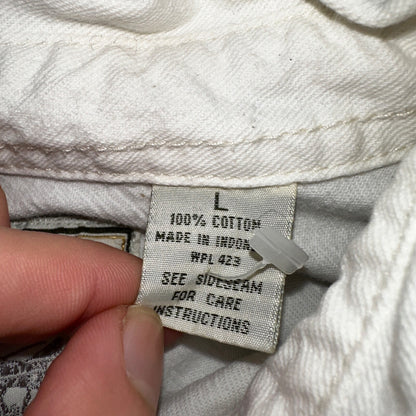 L
100% COTTON
MADE IN INDON
WPL 423
SEE SIDESEAM
FOR CARE
INSTRUCTIONS